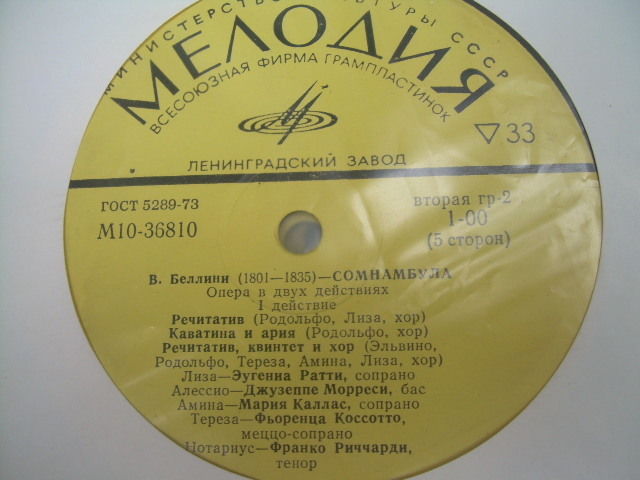 МИНИСТЕРСТВО КУЛЬТУРЫ СССР
МЕЛОДИЯ
ВСЕСОЮЗНАЯ ФИРМА ГРАМПЛАСТИНОК
33
ЛЕНИНГРАДСКИЙ ЗАВОД
ГОСТ 5289-73
вторая гр-2
М10-36810
1-00
(5 сторон)
В. Беллини (1801—1835)—СОМНАМБУЛА
Опера в двух действиях
I действие
Речитатив (Родольфо, Лиза, хор)
Каватина и ария (Родольфо, хор)
Речитатив, квинтет и хор (Эльвино,
Родольфо, Тереза, Амина, Лиза, хор)
Лиза—Эугениа Ратти, сопрано
Алессио—Джузеппе Морреси, бас
Амина—Мария Каллас, сопрано
Тереза—Фьоренца Коссотто,
меццо-сопрано
Нотариус—Франко Риччарди,
тенор